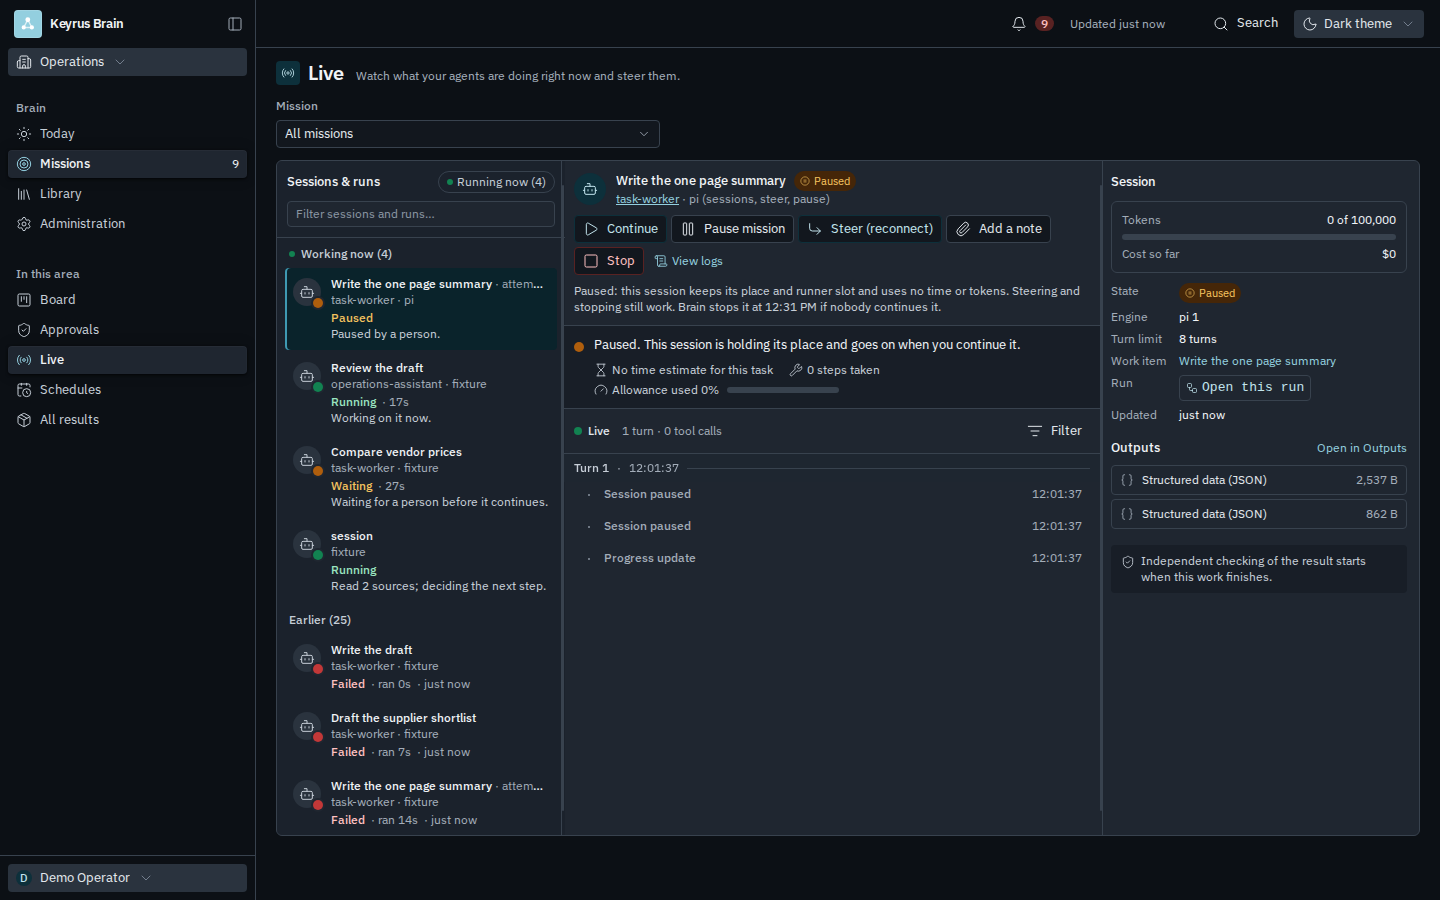 Keyrus Brain
9
Updated just now
Search
Dark theme
Operations
Brain
Today
Missions 9
Library
Administration
In this area
Board
Approvals
Live
Schedules
All results
Demo Operator
D
Live
Watch what your agents are doing right now and steer them.
Mission
All missions
Sessions & runs
Running now (4)
Filter sessions and runs...
Working now (4)
Write the one page summary · attem...
task-worker · pi
Paused
Paused by a person.
Review the draft
operations-assistant · fixture
Running · 17s
Working on it now.
Compare vendor prices
task-worker · fixture
Waiting · 27s
Waiting for a person before it continues.
session
fixture
Running
Read 2 sources; deciding the next step.
Earlier (25)
Write the draft
task-worker · fixture
Failed · ran 0s · just now
Draft the supplier shortlist
task-worker · fixture
Failed · ran 7s · just now
Write the one page summary · attem...
task-worker · fixture
Failed · ran 14s · just now
Write the one page summary
Paused
task-worker · pi (sessions, steer, pause)
Continue
Pause mission
Steer (reconnect)
Add a note
Stop
View logs
Paused: this session keeps its place and runner slot and uses no time or tokens. Steering and
stopping still work. Brain stops it at 12:31 PM if nobody continues it.
Paused. This session is holding its place and goes on when you continue it.
No time estimate for this task
0 steps taken
Allowance used 0%
Live
1 turn · 0 tool calls
Filter
Turn 1 · 12:01:37
· Session paused 12:01:37
· Session paused 12:01:37
· Progress update 12:01:37
Session
Tokens 0 of 100,000
Cost so far $0
State Paused
Engine pi 1
Turn limit 8 turns
Work item Write the one page summary
Run Open this run
Updated just now
Outputs Open in Outputs
{ } Structured data (JSON) 2,537 B
{ } Structured data (JSON) 862 B
Independent checking of the result starts
when this work finishes.